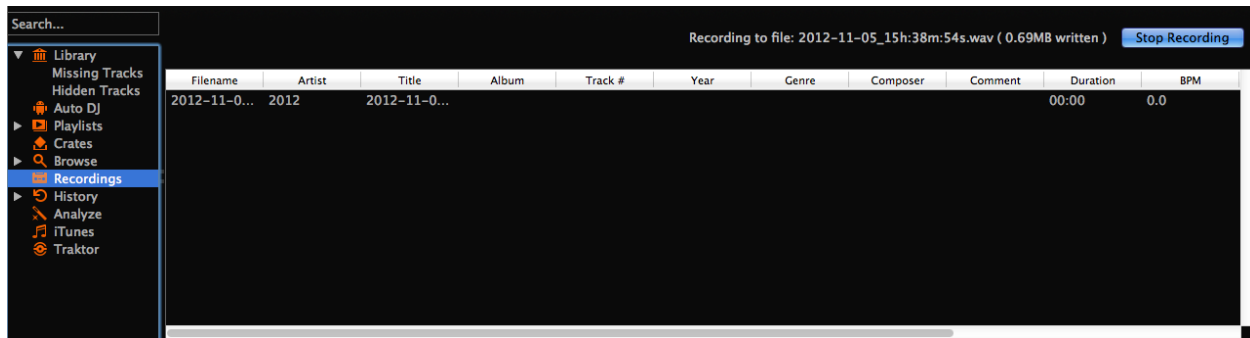 Search...
Recording to file: 2012-11-05_15h:38m:54s.wav ( 0.69MB written ) Stop Recording
Library
Missing Tracks
Hidden Tracks
Auto DJ
Playlists
Crates
Browse
Recordings
History
Analyze
iTunes
Traktor
Filename Artist Title Album Track # Year Genre Composer Comment Duration BPM
2012-11-0... 2012 2012-11-0... 00:00 0.0